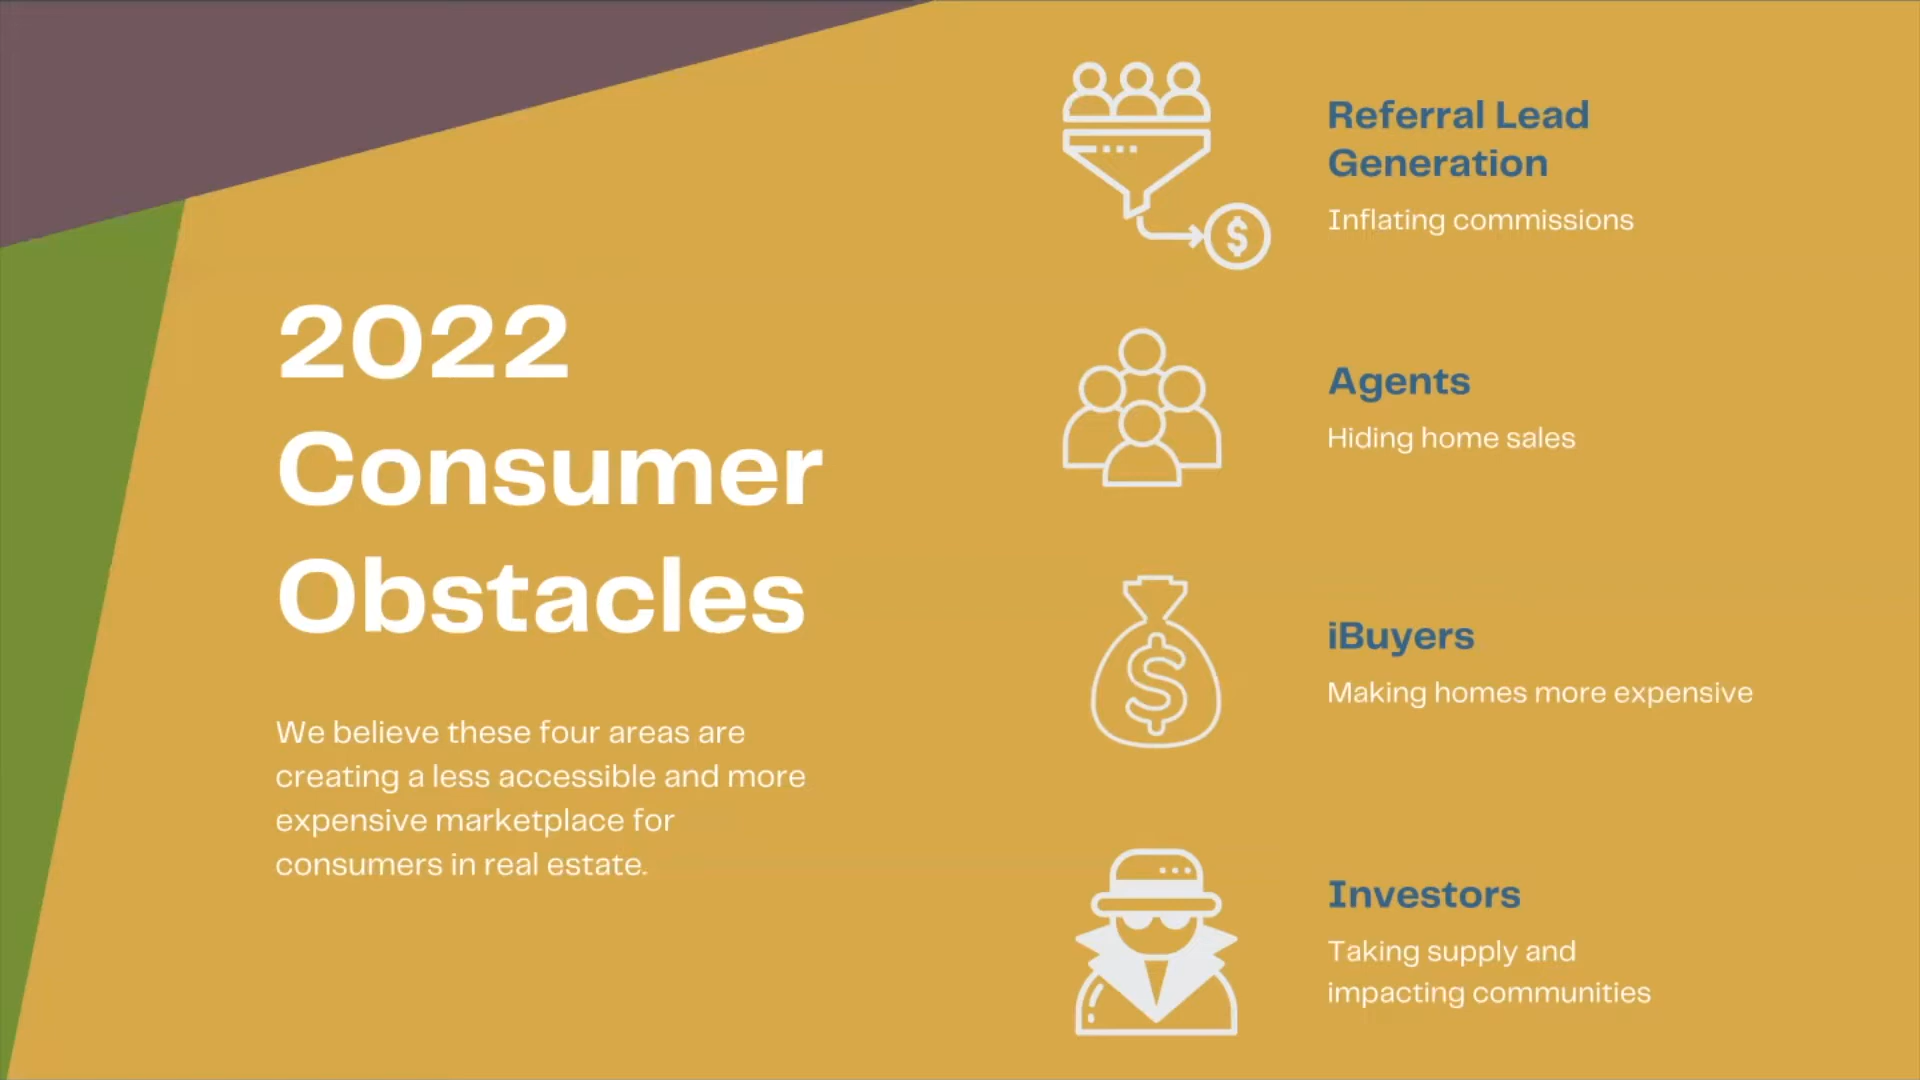 2022
Consumer
Obstacles
We believe these four areas are
creating a less accessible and more
expensive marketplace for
consumers in real estate.
Referral Lead
Generation
Inflating commissions
Agents
Hiding home sales
iBuyers
Making homes more expensive
Investors
Taking supply and
impacting communities